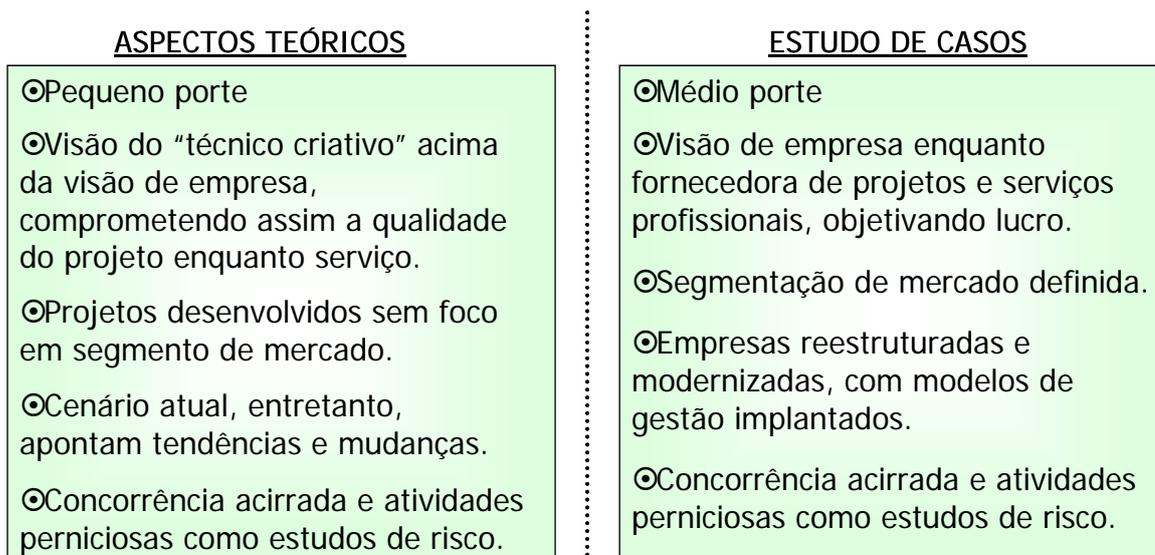 ASPECTOS TEÓRICOS
⊙Pequeno porte
⊙Visão do “técnico criativo” acima
da visão de empresa,
comprometendo assim a qualidade
do projeto enquanto serviço.
⊙Projetos desenvolvidos sem foco
em segmento de mercado.
⊙Cenário atual, entretanto,
apontam tendências e mudanças.
⊙Concorrência acirrada e atividades
perniciosas como estudos de risco.
ESTUDO DE CASOS
⊙Médio porte
⊙Visão de empresa enquanto
fornecedora de projetos e serviços
profissionais, objetivando lucro.
⊙Segmentação de mercado definida.
⊙Empresas reestruturadas e
modernizadas, com modelos de
gestão implantados.
⊙Concorrência acirrada e atividades
perniciosas como estudos de risco.